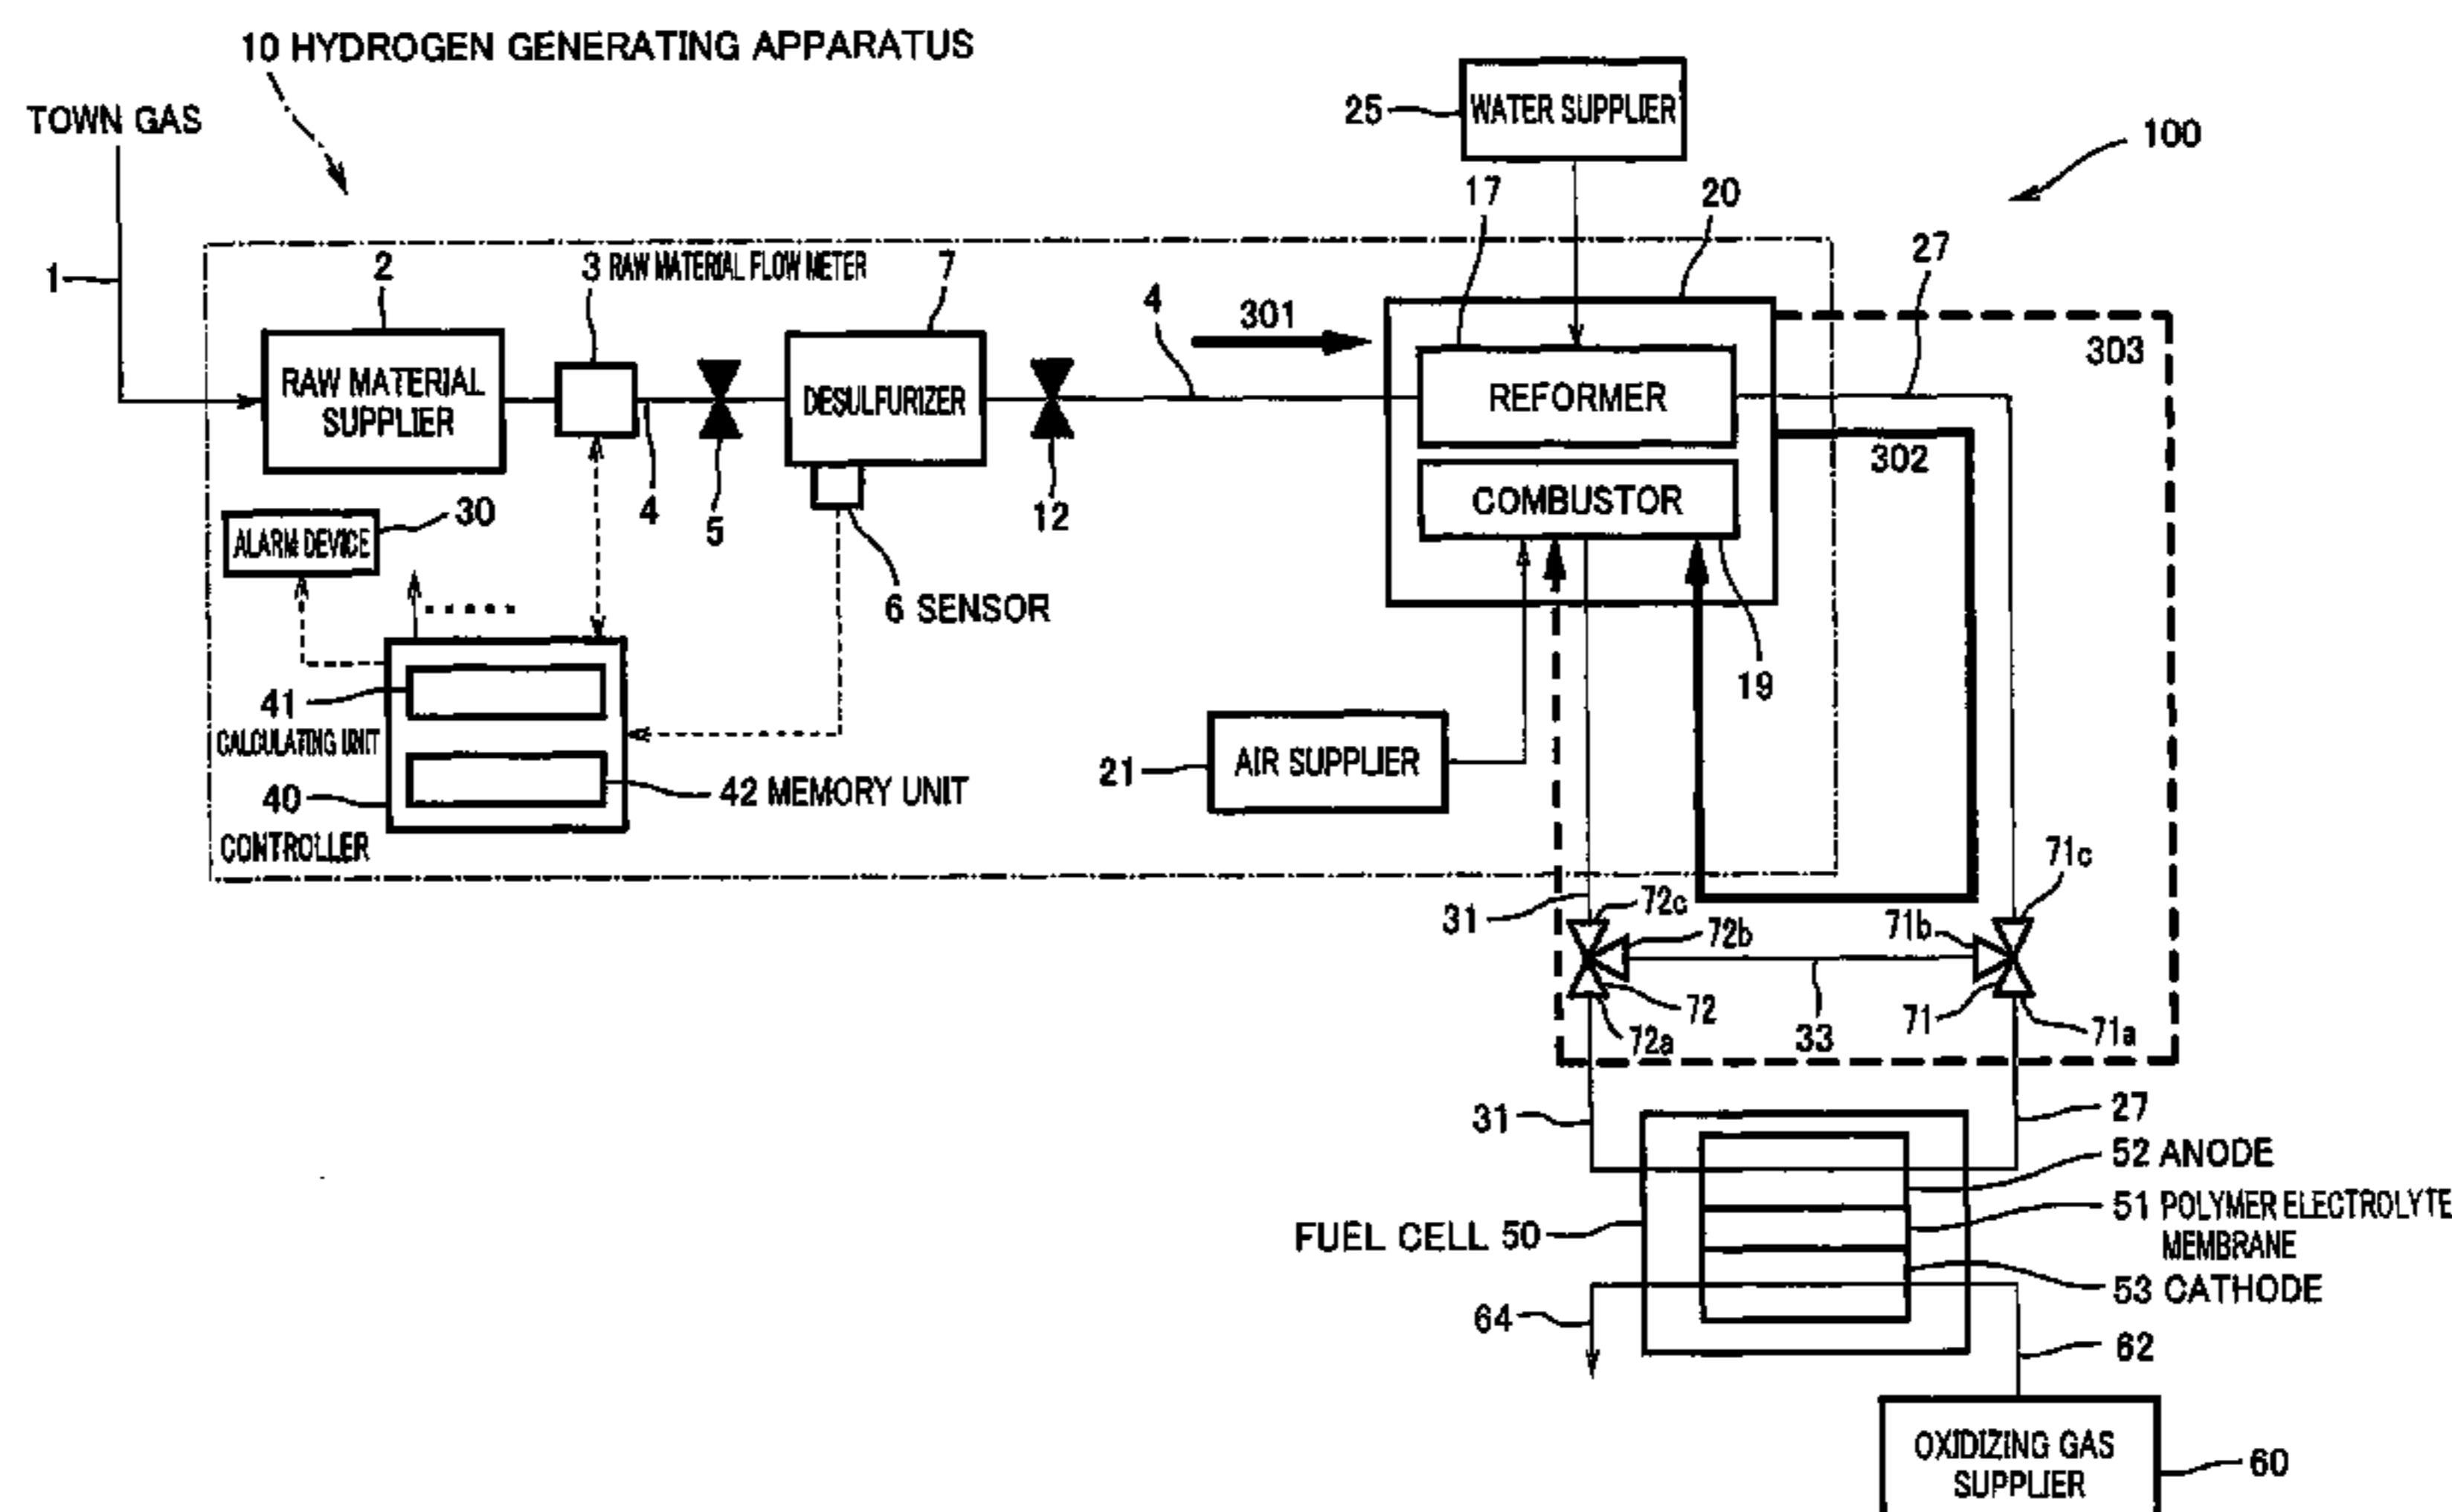 10 HYDROGEN GENERATING APPARATUS
TOWN GAS
WATER SUPPLIER
25
100
17
20
27
1
2
3 RAW MATERIAL FLOW METER
7
4
301
303
RAW MATERIAL
SUPPLIER
DESULFURIZER
REFORMER
302
COMBUSTOR
30
4
5
12
ALARM DEVICE
6 SENSOR
.....
41
19
CALCULATING UNIT
AIR SUPPLIER
21
42 MEMORY UNIT
40
CONTROLLER
71c
72c
31
72b
71b
72
71
72a
33
71a
31
27
52 ANODE
51 POLYMER ELECTROLYTE
MEMBRANE
FUEL CELL 50
53 CATHODE
64
62
OXIDIZING GAS
SUPPLIER
60